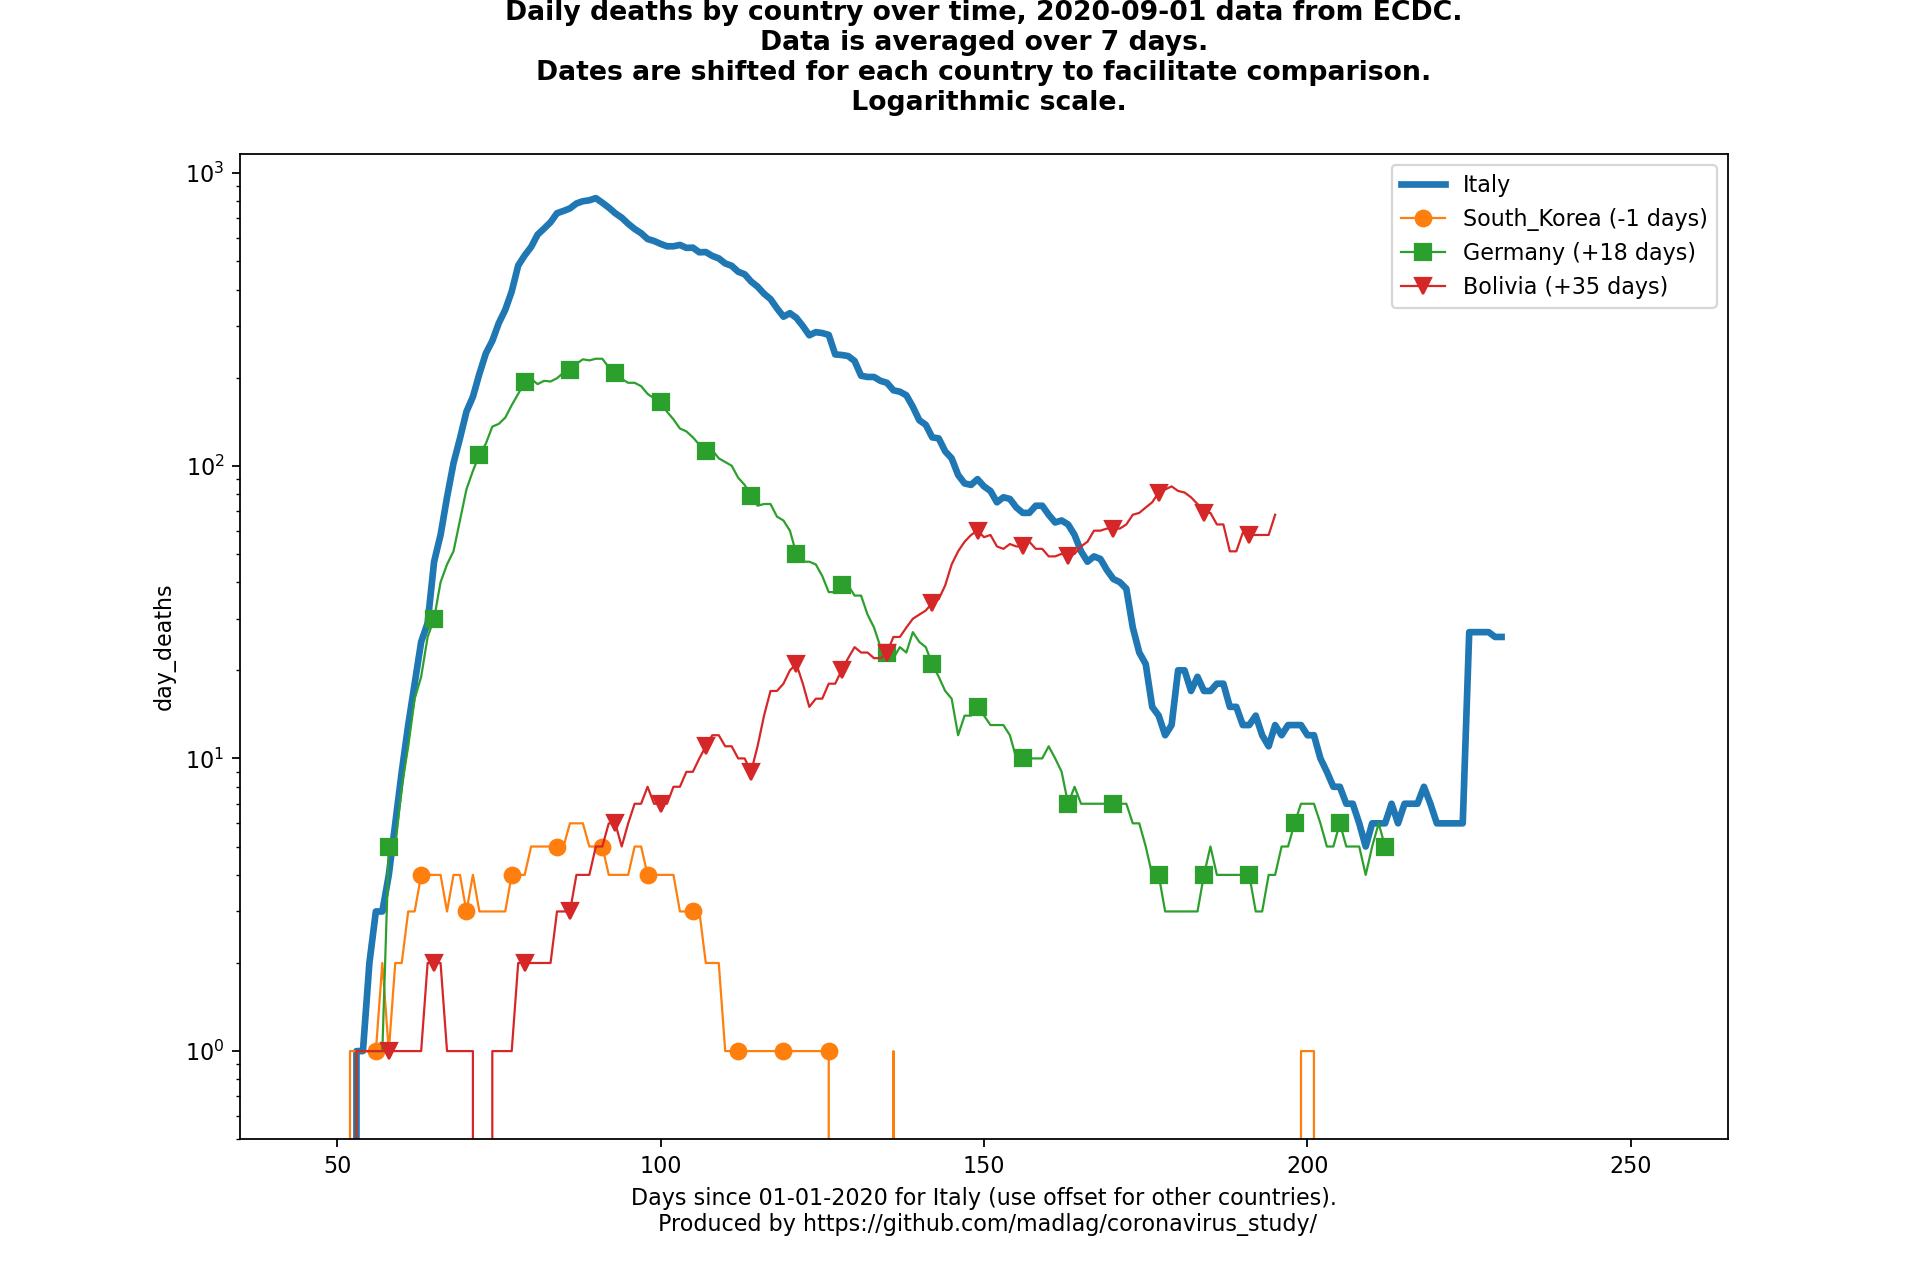 Daily deaths by country over time, 2020-09-01 data from ECDC.
Data is averaged over 7 days.
Dates are shifted for each country to facilitate comparison.
Logarithmic scale.
10³
10²
10¹
10⁰
day_deaths
Italy
South_Korea (-1 days)
Germany (+18 days)
Bolivia (+35 days)
50 100 150 200 250
Days since 01-01-2020 for Italy (use offset for other countries).
Produced by https://github.com/madlag/coronavirus_study/